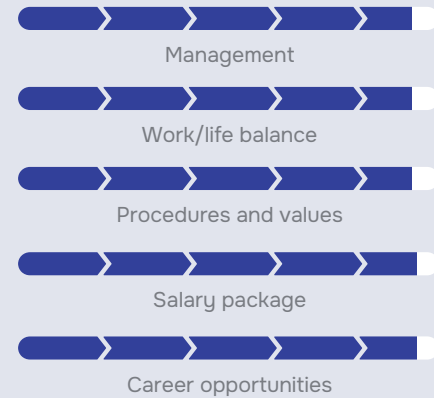 Management
Work/life balance
Procedures and values
Salary package
Career opportunities